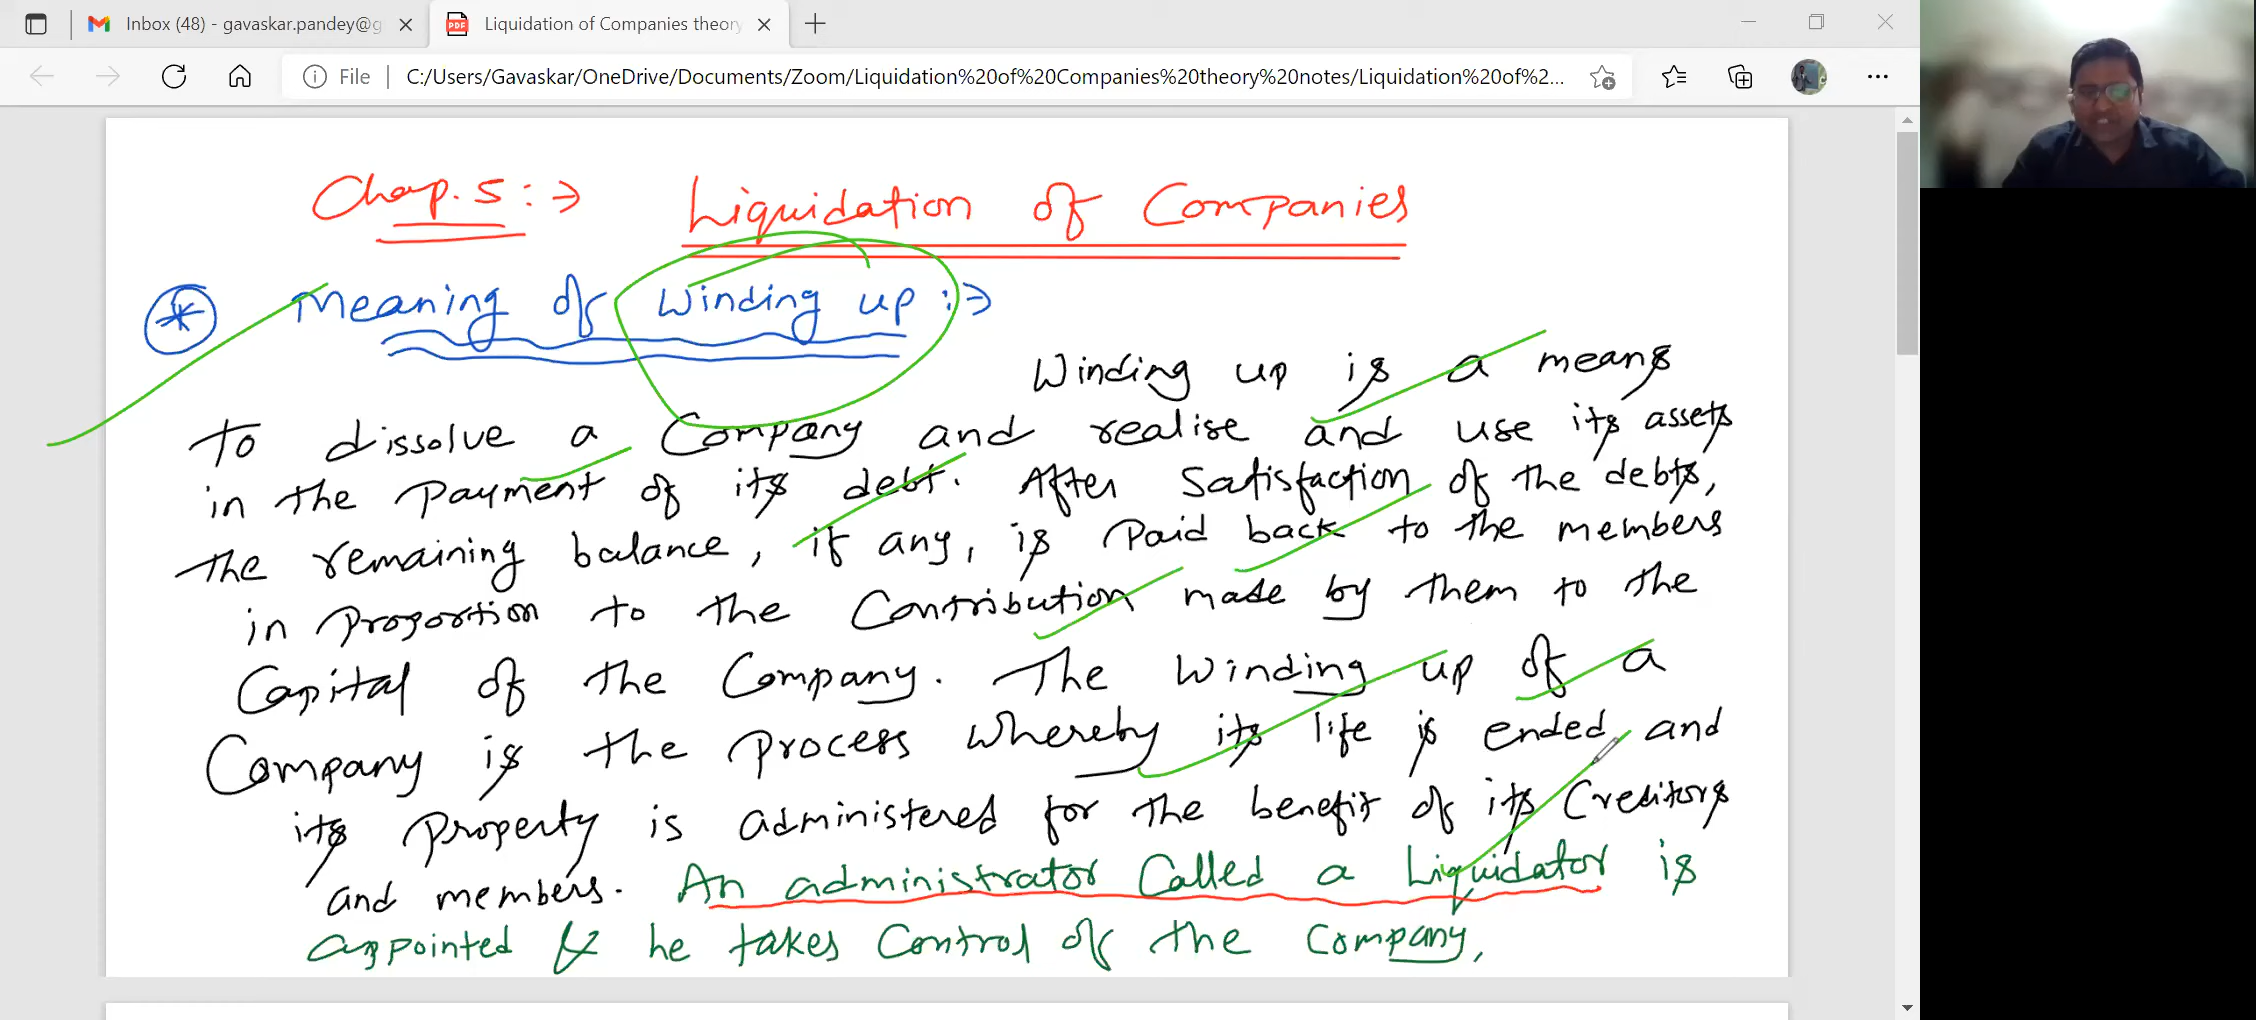 Inbox (48) - gavaskar.pandey@g
Liquidation of Companies theory
File
C:/Users/Gavaskar/OneDrive/Documents/Zoom/Liquidation%20of%20Companies%20theory%20notes/Liquidation%20of%2...
PDF
Chap. 5 :→ Liquidation of Companies
* Meaning of Winding up :→
Winding up is a means
to dissolve a Company and realise and use its assets
in the Payment of its debt. After Satisfaction of the debts,
the remaining balance, if any, is Paid back to the members
in Proportion to the Contribution made by them to the
Capital of the Company. The Winding up of a
Company is the Process whereby its life is ended and
its Property is administered for the benefit of its Creditors
and members. An administrator Called a Liquidator is
appointed & he takes Control of the Company,